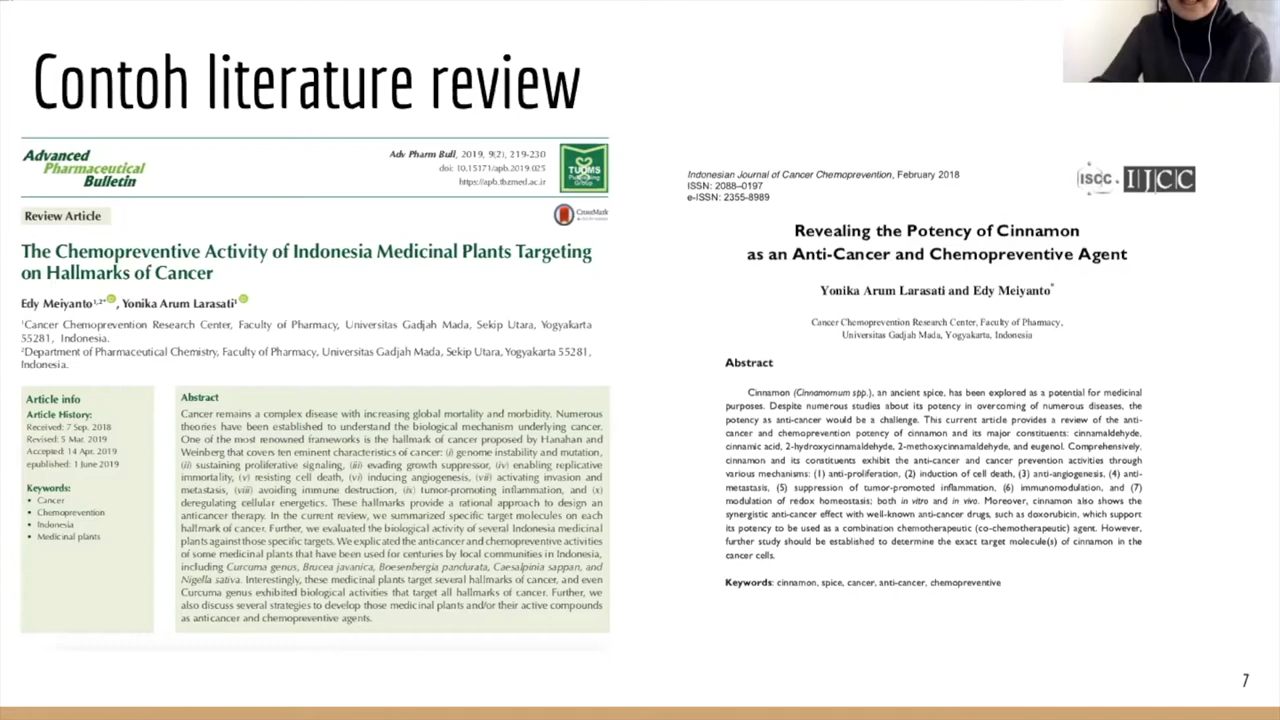 Contoh literature review
Advanced
Pharmaceutical
Bulletin
Adv Pharm Bull, 2019, 9(2), 219-230
doi: 10.15171/apb.2019.025
https://apb.tbzmed.ac.ir
TUOMS
Publishing
Group
Review Article
CrossMark
The Chemopreventive Activity of Indonesia Medicinal Plants Targeting
on Hallmarks of Cancer
Edy Meiyanto1,2*, Yonika Arum Larasati1
1Cancer Chemoprevention Research Center, Faculty of Pharmacy, Universitas Gadjah Mada, Sekip Utara, Yogyakarta
55281, Indonesia.
2Department of Pharmaceutical Chemistry, Faculty of Pharmacy, Universitas Gadjah Mada, Sekip Utara, Yogyakarta 55281,
Indonesia.
Article info
Article History:
Received: 7 Sep. 2018
Revised: 5 Mar. 2019
Accepted: 14 Apr. 2019
epublished: 1 June 2019
Keywords:
• Cancer
• Chemoprevention
• Indonesia
• Medicinal plants
Abstract
Cancer remains a complex disease with increasing global mortality and morbidity. Numerous
theories have been established to understand the biological mechanism underlying cancer.
One of the most renowned frameworks is the hallmark of cancer proposed by Hanahan and
Weinberg that covers ten eminent characteristics of cancer: (i) genome instability and mutation,
(ii) sustaining proliferative signaling, (iii) evading growth suppressor, (iv) enabling replicative
immortality, (v) resisting cell death, (vi) inducing angiogenesis, (vii) activating invasion and
metastasis, (viii) avoiding immune destruction, (ix) tumor-promoting inflammation, and (x)
deregulating cellular energetics. These hallmarks provide a rational approach to design an
anticancer therapy. In the current review, we summarized specific target molecules on each
hallmark of cancer. Further, we evaluated the biological activity of several Indonesia medicinal
plants against those specific targets. We explicated the anticancer and chemopreventive activities
of some medicinal plants that have been used for centuries by local communities in Indonesia,
including Curcuma genus, Brucea javanica, Boesenbergia pandurata, Caesalpinia sappan, and
Nigella sativa. Interestingly, these medicinal plants target several hallmarks of cancer, and even
Curcuma genus exhibited biological activities that target all hallmarks of cancer. Further, we
also discuss several strategies to develop those medicinal plants and/or their active compounds
as anticancer and chemopreventive agents.
Indonesian Journal of Cancer Chemoprevention, February 2018
ISSN: 2088–0197
e-ISSN: 2355-8989
ISCC
IJCC
Revealing the Potency of Cinnamon
as an Anti-Cancer and Chemopreventive Agent
Yonika Arum Larasati and Edy Meiyanto*
Cancer Chemoprevention Research Center, Faculty of Pharmacy,
Universitas Gadjah Mada, Yogyakarta, Indonesia
Abstract
Cinnamon (Cinnamomum spp.), an ancient spice, has been explored as a potential for medicinal
purposes. Despite numerous studies about its potency in overcoming of numerous diseases, the
potency as anti-cancer would be a challenge. This current article provides a review of the anti-
cancer and chemoprevention potency of cinnamon and its major constituents: cinnamaldehyde,
cinnamic acid, 2-hydroxycinnamaldehyde, 2-methoxycinnamaldehyde, and eugenol. Comprehensively,
cinnamon and its constituents exhibit the anti-cancer and cancer prevention activities through
various mechanisms: (1) anti-proliferation, (2) induction of cell death, (3) anti-angiogenesis, (4) anti-
metastasis, (5) suppression of tumor-promoted inflammation, (6) immunomodulation, and (7)
modulation of redox homeostasis; both in vitro and in vivo. Moreover, cinnamon also shows the
synergistic anti-cancer effect with well-known anti-cancer drugs, such as doxorubicin, which support
its potency to be used as a combination chemotherapeutic (co-chemotherapeutic) agent. However,
further study should be established to determine the exact target molecule(s) of cinnamon in the
cancer cells.
Keywords: cinnamon, spice, cancer, anti-cancer, chemopreventive
7